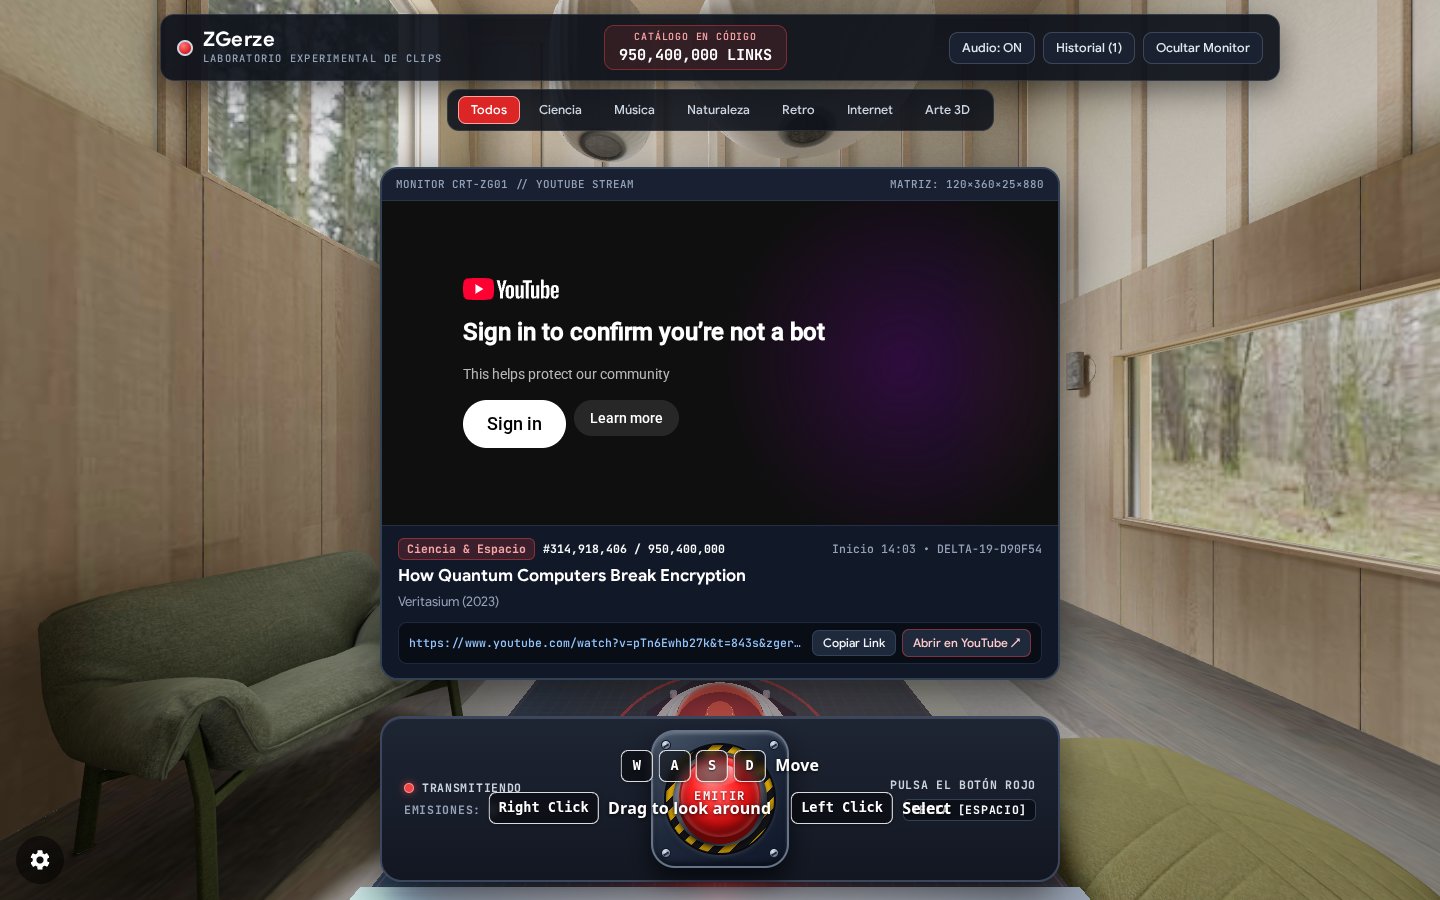 ZGerze
LABORATORIO EXPERIMENTAL DE CLIPS
CATÁLOGO EN CÓDIGO
950,400,000 LINKS
Audio: ON
Historial (1)
Ocultar Monitor
Todos
Ciencia
Música
Naturaleza
Retro
Internet
Arte 3D
MONITOR CRT-ZG01 // YOUTUBE STREAM
MATRIZ: 120×360×25×880
YouTube
Sign in to confirm you're not a bot
This helps protect our community
Sign in
Learn more
Ciencia & Espacio
#314,918,406 / 950,400,000
Inicio 14:03 • DELTA-19-D90F54
How Quantum Computers Break Encryption
Veritasium (2023)
https://www.youtube.com/watch?v=pTn6Ewhb27k&t=843s&zger…
Copiar Link
Abrir en YouTube ↗
W A S D Move
TRANSMITIENDO
PULSA EL BOTÓN ROJO
EMITIR
EMISIONES:
Right Click Drag to look around
Left Click Select
[ESPACIO]